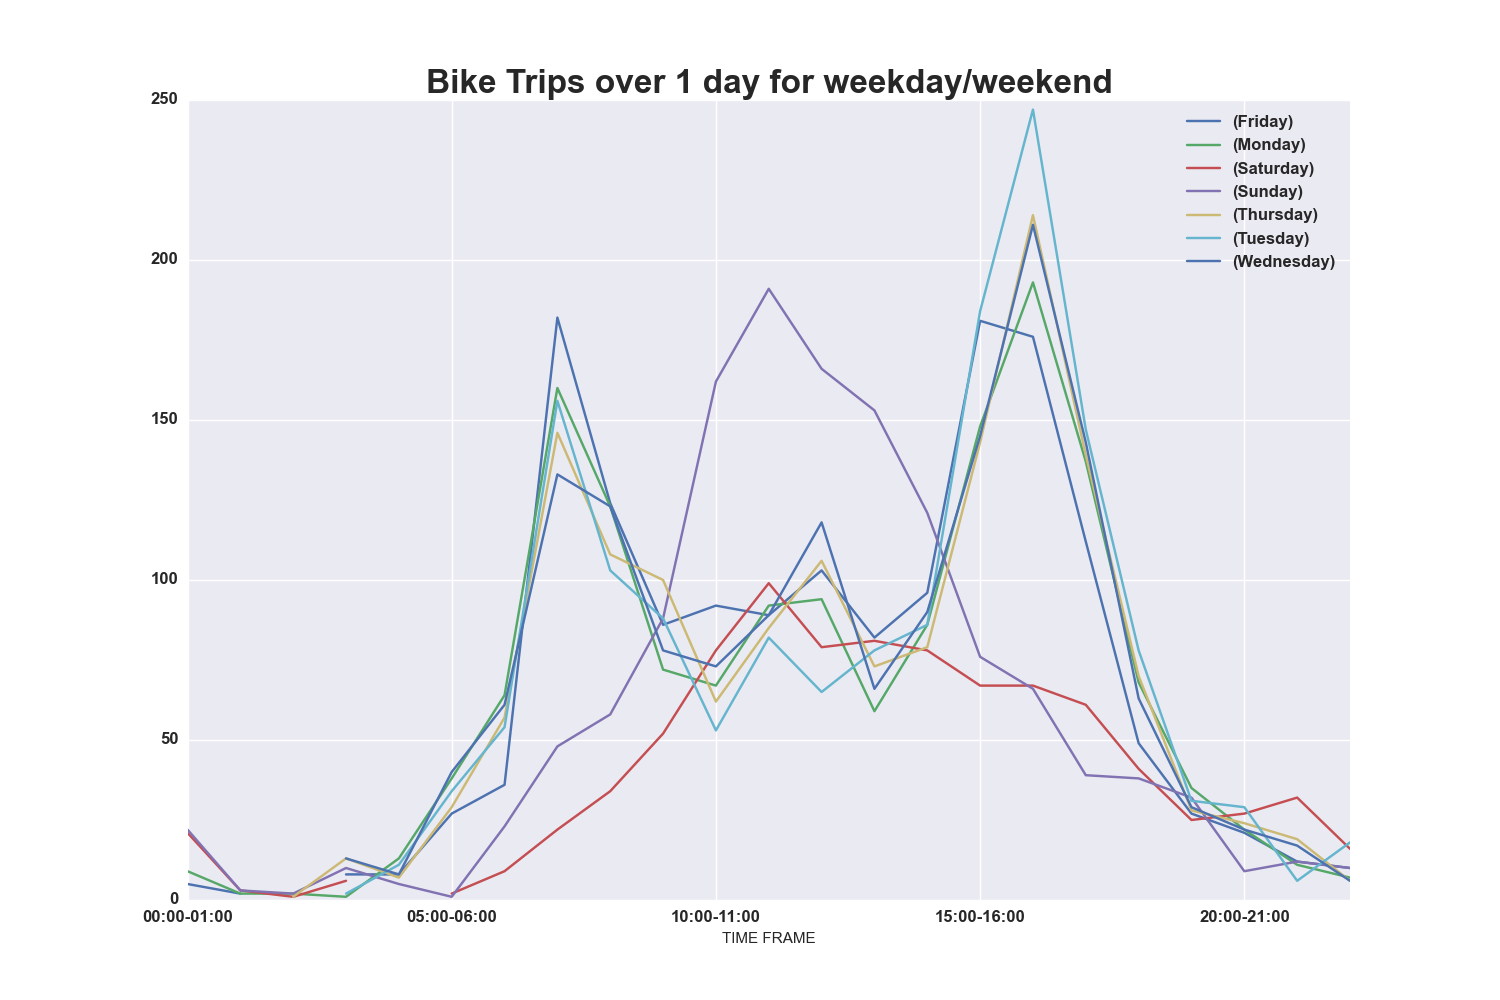 Bike Trips over 1 day for weekday/weekend
250
200
150
100
50
0
(Friday)
(Monday)
(Saturday)
(Sunday)
(Thursday)
(Tuesday)
(Wednesday)
00:00-01:00 05:00-06:00 10:00-11:00 15:00-16:00 20:00-21:00
TIME FRAME